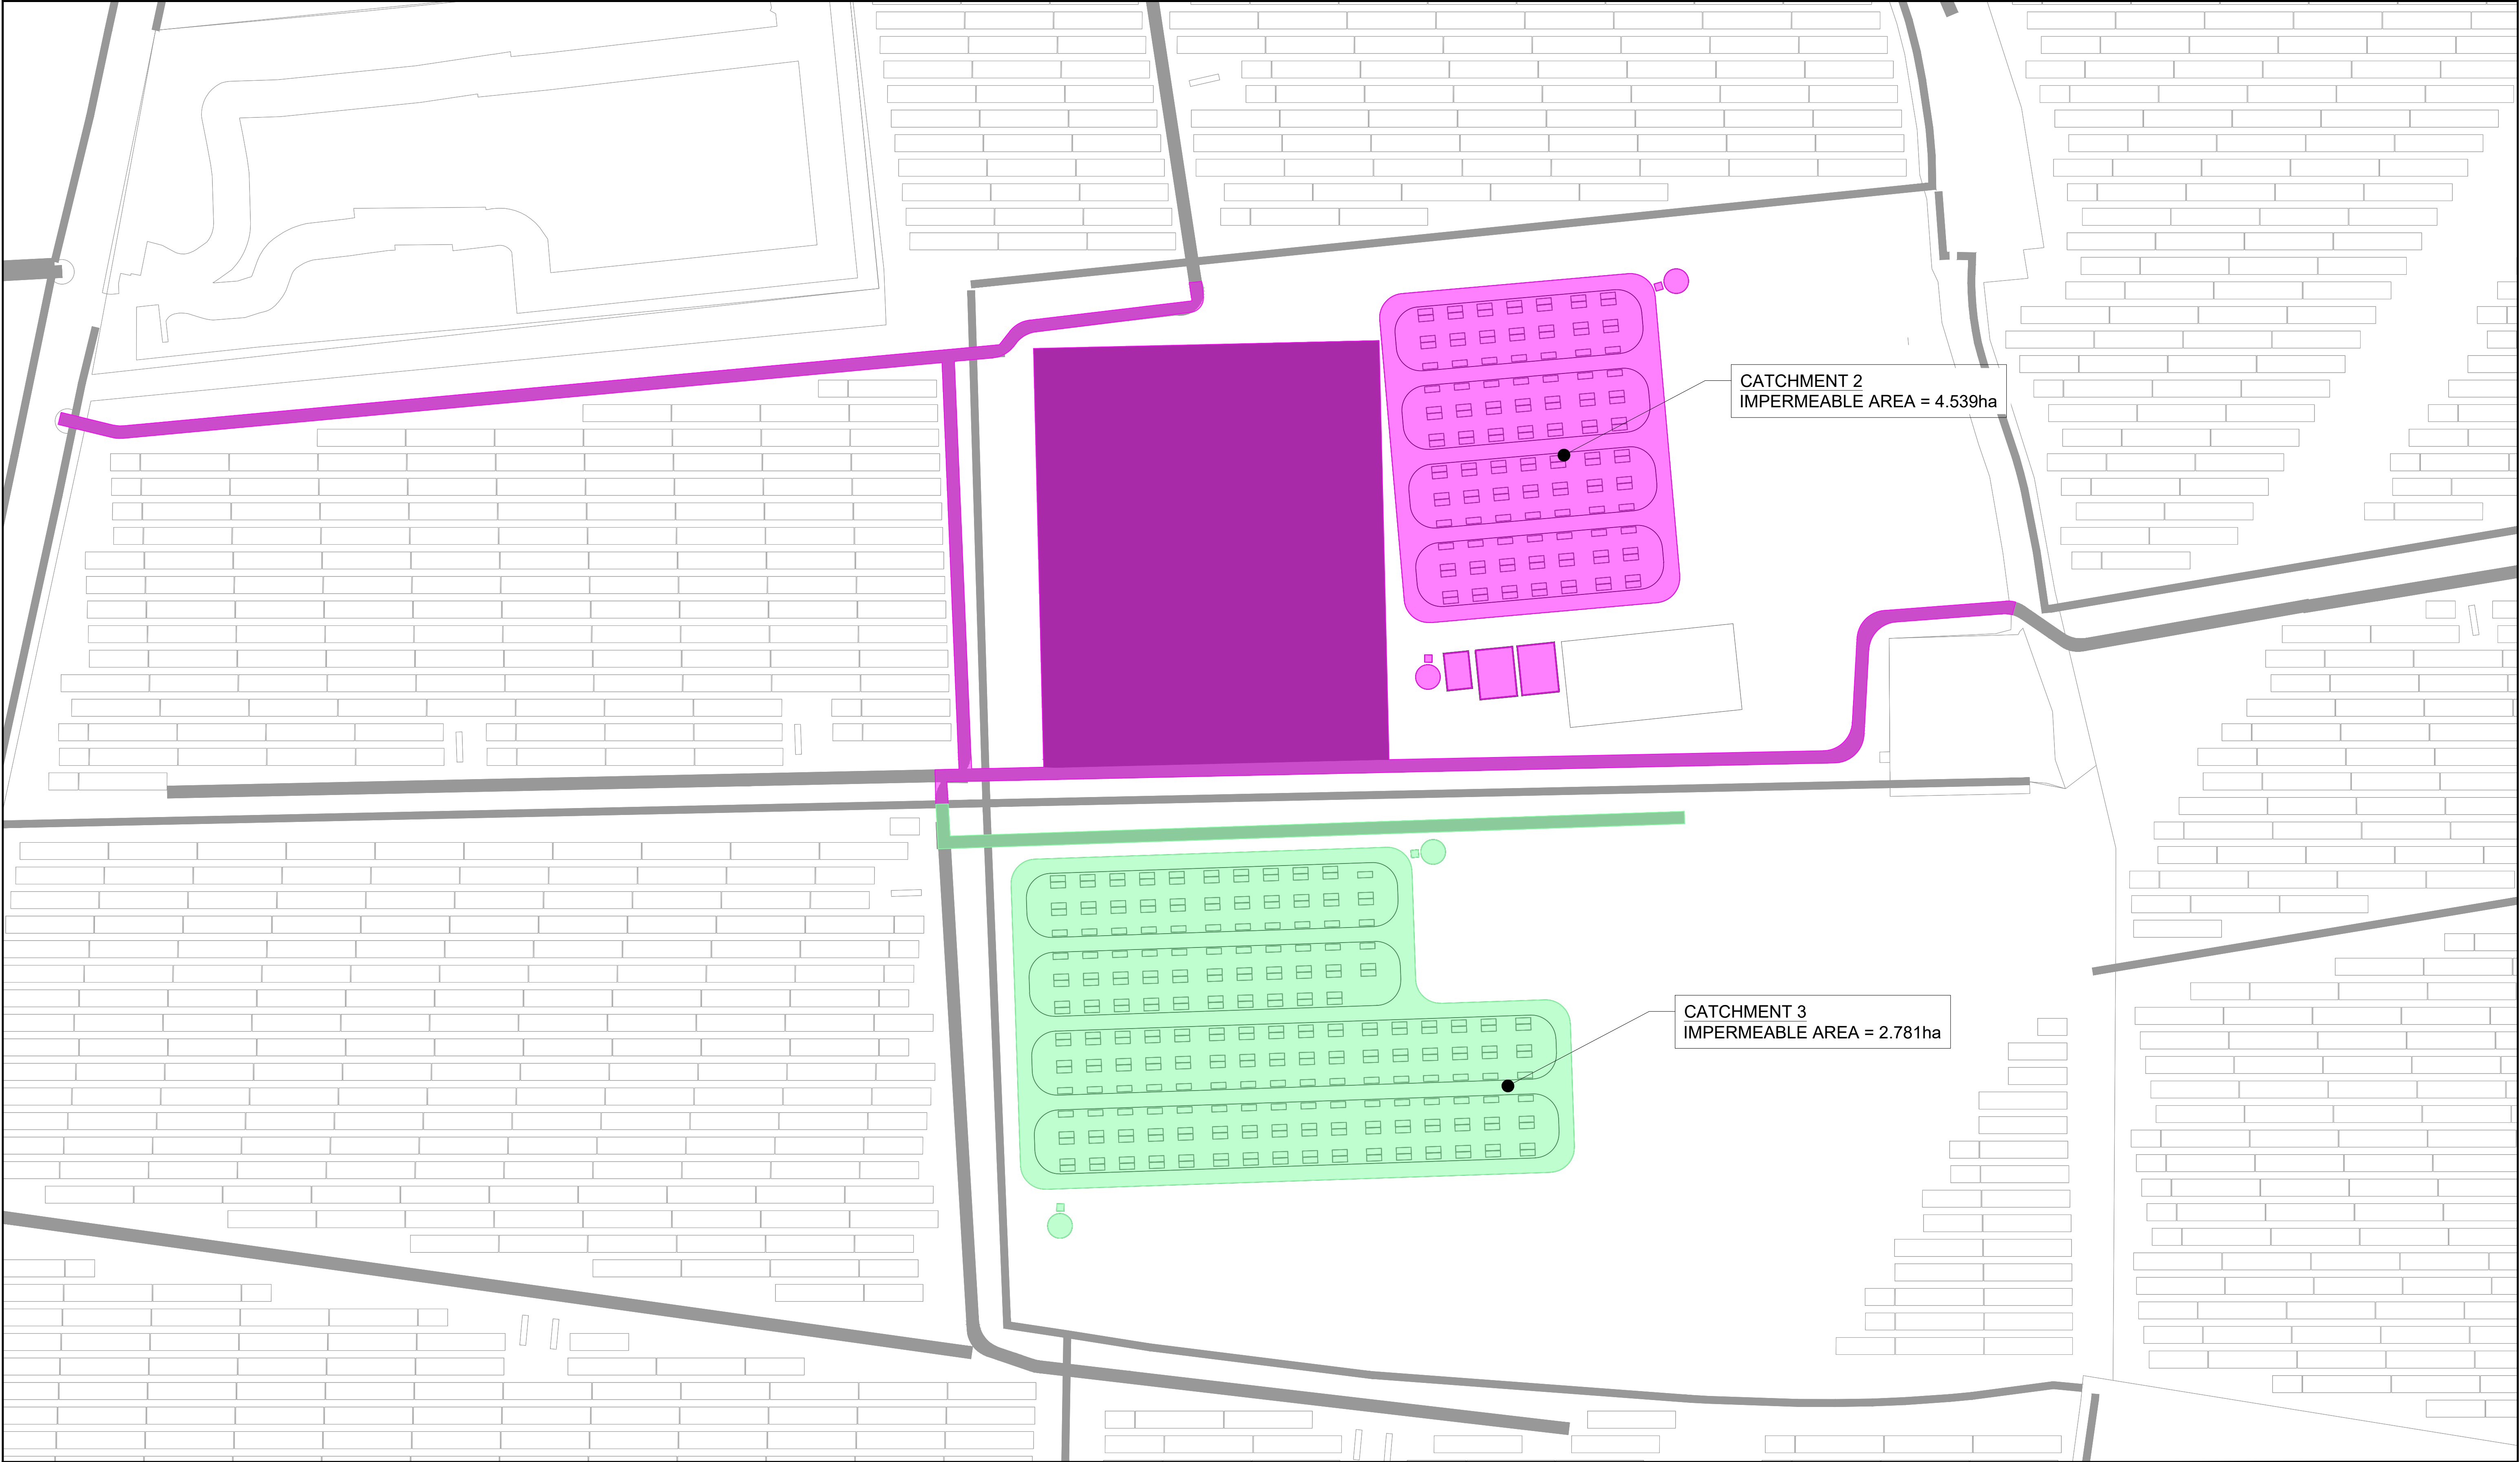 CATCHMENT 2
IMPERMEABLE AREA = 4.539ha
CATCHMENT 3
IMPERMEABLE AREA = 2.781ha